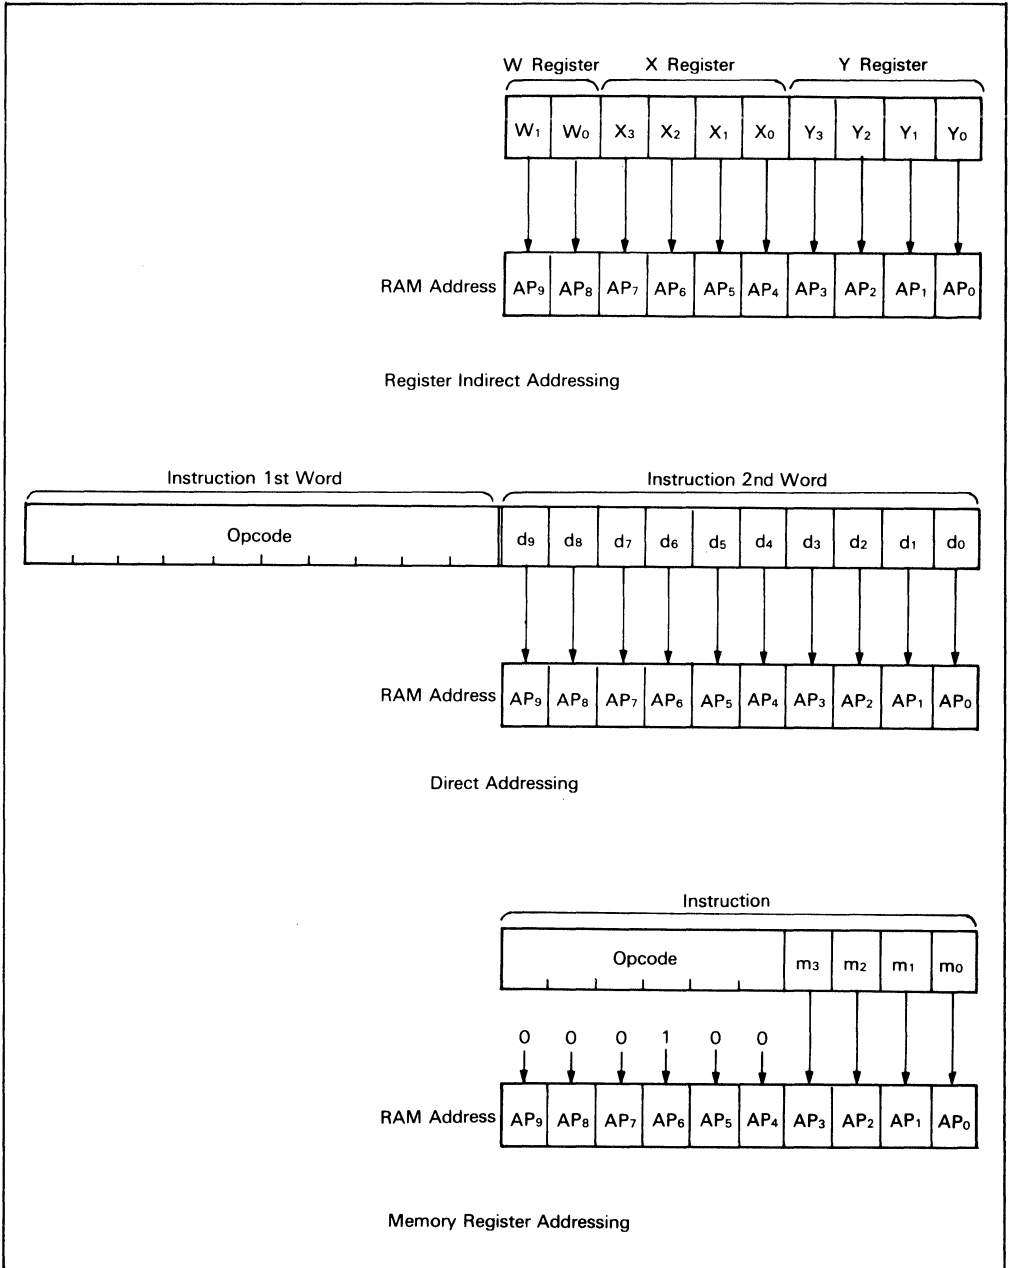 W Register X Register Y Register
W₁ W₀ X₃ X₂ X₁ X₀ Y₃ Y₂ Y₁ Y₀
RAM Address AP₉ AP₈ AP₇ AP₆ AP₅ AP₄ AP₃ AP₂ AP₁ AP₀
Register Indirect Addressing
Instruction 1st Word Instruction 2nd Word
Opcode d₉ d₈ d₇ d₆ d₅ d₄ d₃ d₂ d₁ d₀
RAM Address AP₉ AP₈ AP₇ AP₆ AP₅ AP₄ AP₃ AP₂ AP₁ AP₀
Direct Addressing
Instruction
Opcode m₃ m₂ m₁ m₀
0 0 0 1 0 0
RAM Address AP₉ AP₈ AP₇ AP₆ AP₅ AP₄ AP₃ AP₂ AP₁ AP₀
Memory Register Addressing